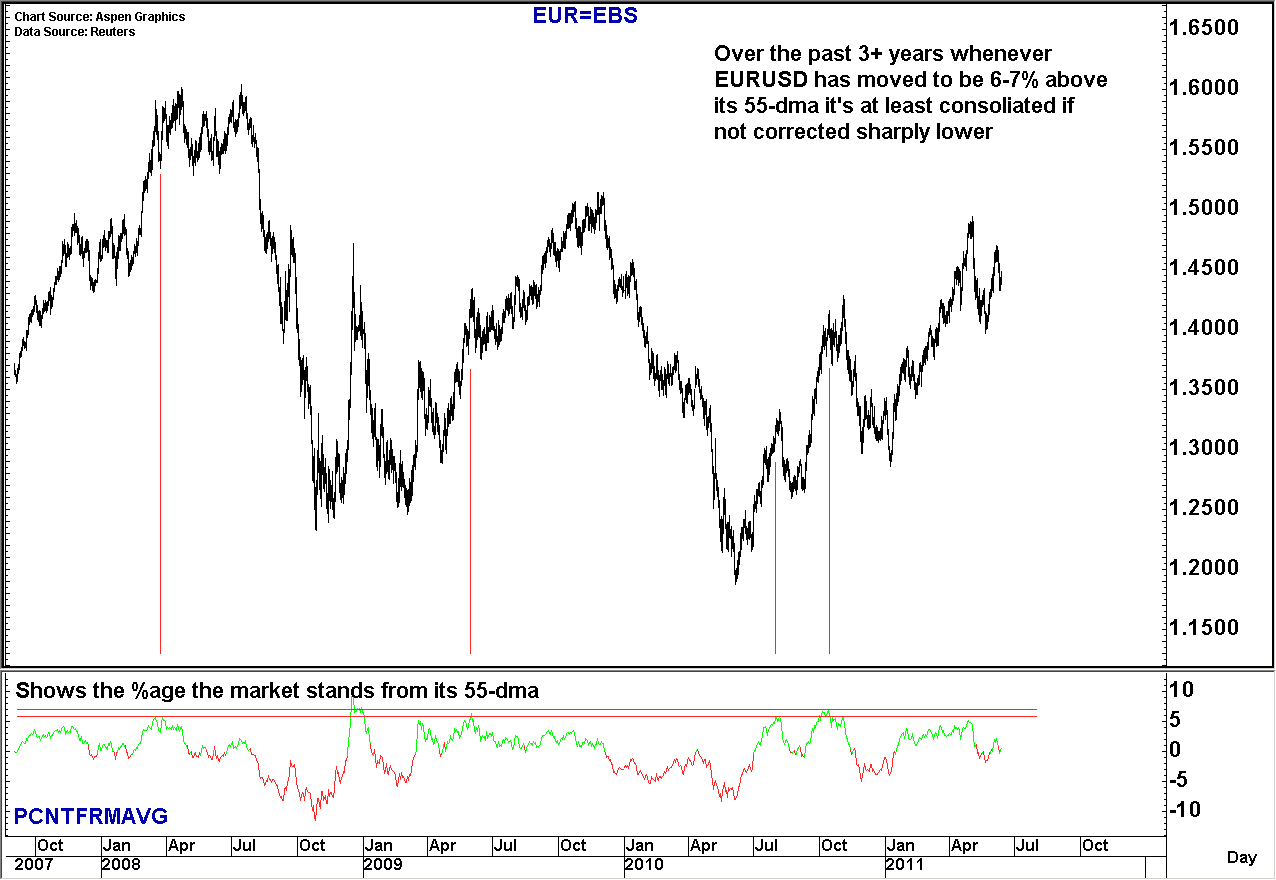 Chart Source: Aspen Graphics
Data Source: Reuters
EUR=EBS
Over the past 3+ years whenever
EURUSD has moved to be 6-7% above
its 55-dma it's at least consoliated if
not corrected sharply lower
1.6500
1.6000
1.5500
1.5000
1.4500
1.4000
1.3500
1.3000
1.2500
1.2000
1.1500
Shows the %age the market stands from its 55-dma
10
5
0
-5
-10
PCNTFRMAVG
Oct Jan Apr Jul Oct Jan Apr Jul Oct Jan Apr Jul Oct Jan Apr Jul Oct
2007 2008 2009 2010 2011 Day